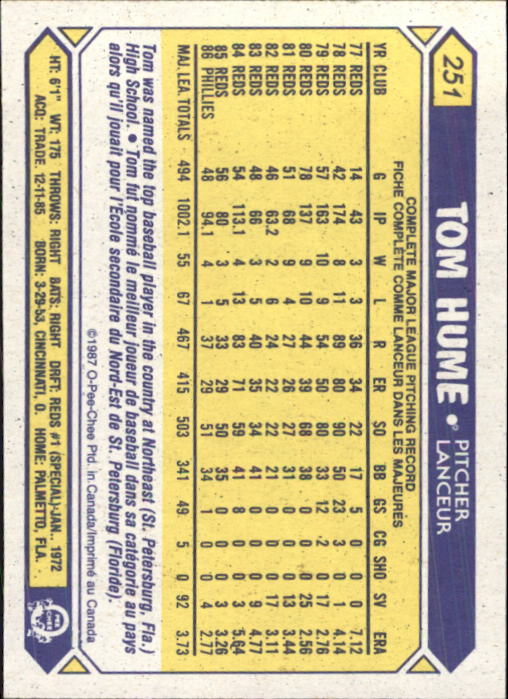 251
TOM HUME • PITCHER
LANCEUR
COMPLETE MAJOR LEAGUE PITCHING RECORD
FICHE COMPLÈTE COMME LANCEUR DANS LES MAJEURES
YR CLUB G IP W L R ER SO BB GS CG SHO SV ERA
77 REDS 14 43 3 3 36 34 22 17 5 0 0 0 7.12
78 REDS 42 174 8 11 89 80 90 50 23 3 0 1 4.14
79 REDS 57 163 10 9 54 50 80 33 12 2 0 17 2.76
80 REDS 78 137 9 10 44 39 68 38 0 0 0 25 2.56
81 REDS 51 68 9 4 27 26 27 31 0 0 0 13 3.44
82 REDS 46 63.2 2 6 24 22 22 21 0 0 0 17 3.11
83 REDS 48 66 3 5 40 35 34 41 0 0 0 9 4.77
84 REDS 54 113.1 4 13 83 71 59 41 8 0 0 3 5.64
85 REDS 56 80 3 5 33 29 50 35 0 0 0 3 3.26
86 PHILLIES 48 94.1 4 1 37 29 51 34 1 0 0 4 2.77
MAJ. LEA. TOTALS 494 1002.1 55 67 467 415 503 341 49 5 0 92 3.73
Tom was named the top baseball player in the country at Northeast (St. Petersburg, Fla.)
High School. • Tom fut nommé le meilleur joueur de baseball dans sa catégorie au pays
alors qu'il jouait pour l'École secondaire du Nord-Est de St. Petersburg (Floride).
©1987 O-Pee-Chee Ptd. in Canada/Imprimé au Canada
HT: 6'1" WT: 175 THROWS: RIGHT BATS: RIGHT DRFT: REDS #1 (SPECIAL)-JAN., 1972
ACQ: TRADE, 12-11-85 BORN: 3-29-53, CINCINNATI, O. HOME: PALMETTO, FLA.
O
PEE
CHEE